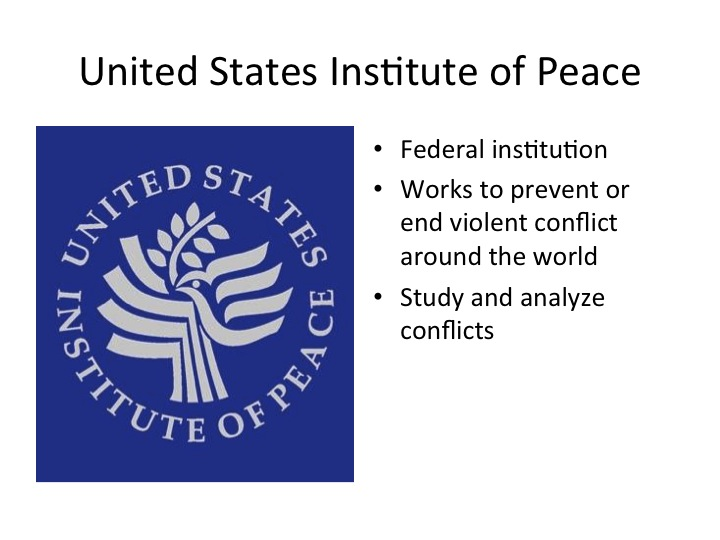 United States Institute of Peace
UNITED STATES
INSTITUTE OF PEACE
• Federal institution
• Works to prevent or
end violent conflict
around the world
• Study and analyze
conflicts